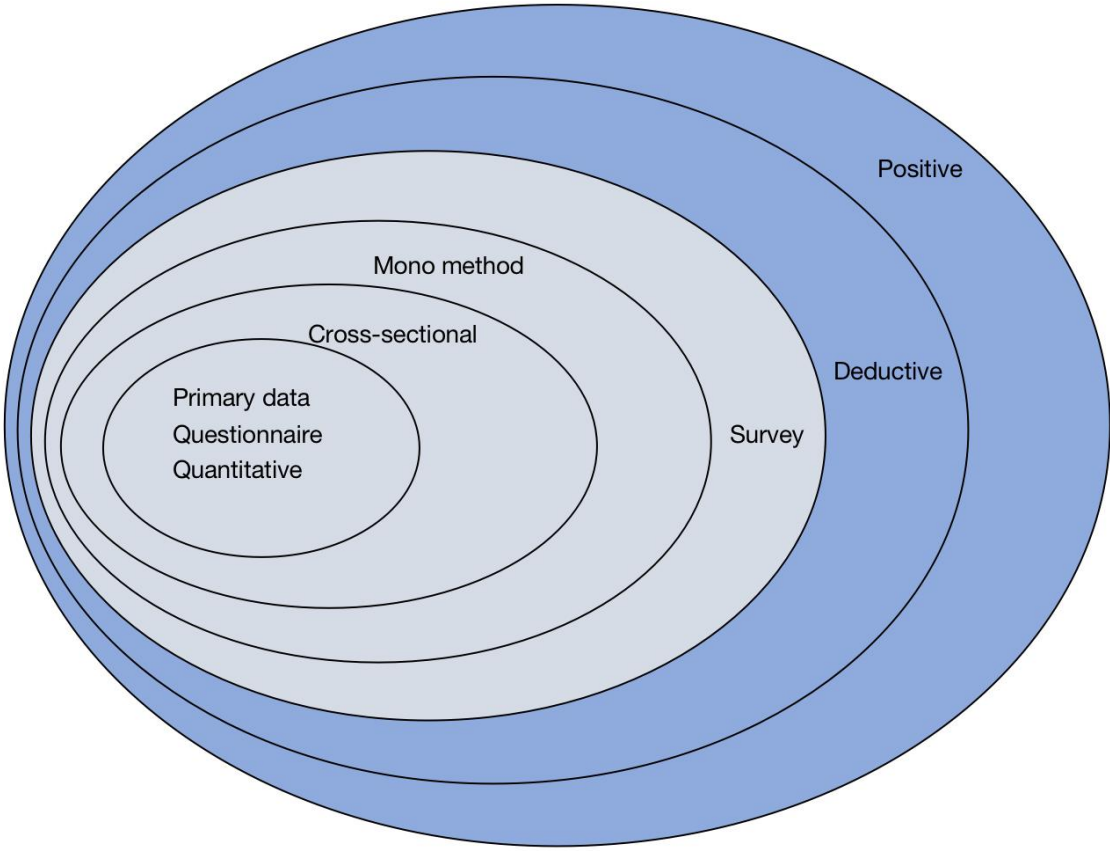 Positive
Mono method
Cross-sectional
Deductive
Primary data
Questionnaire
Survey
Quantitative